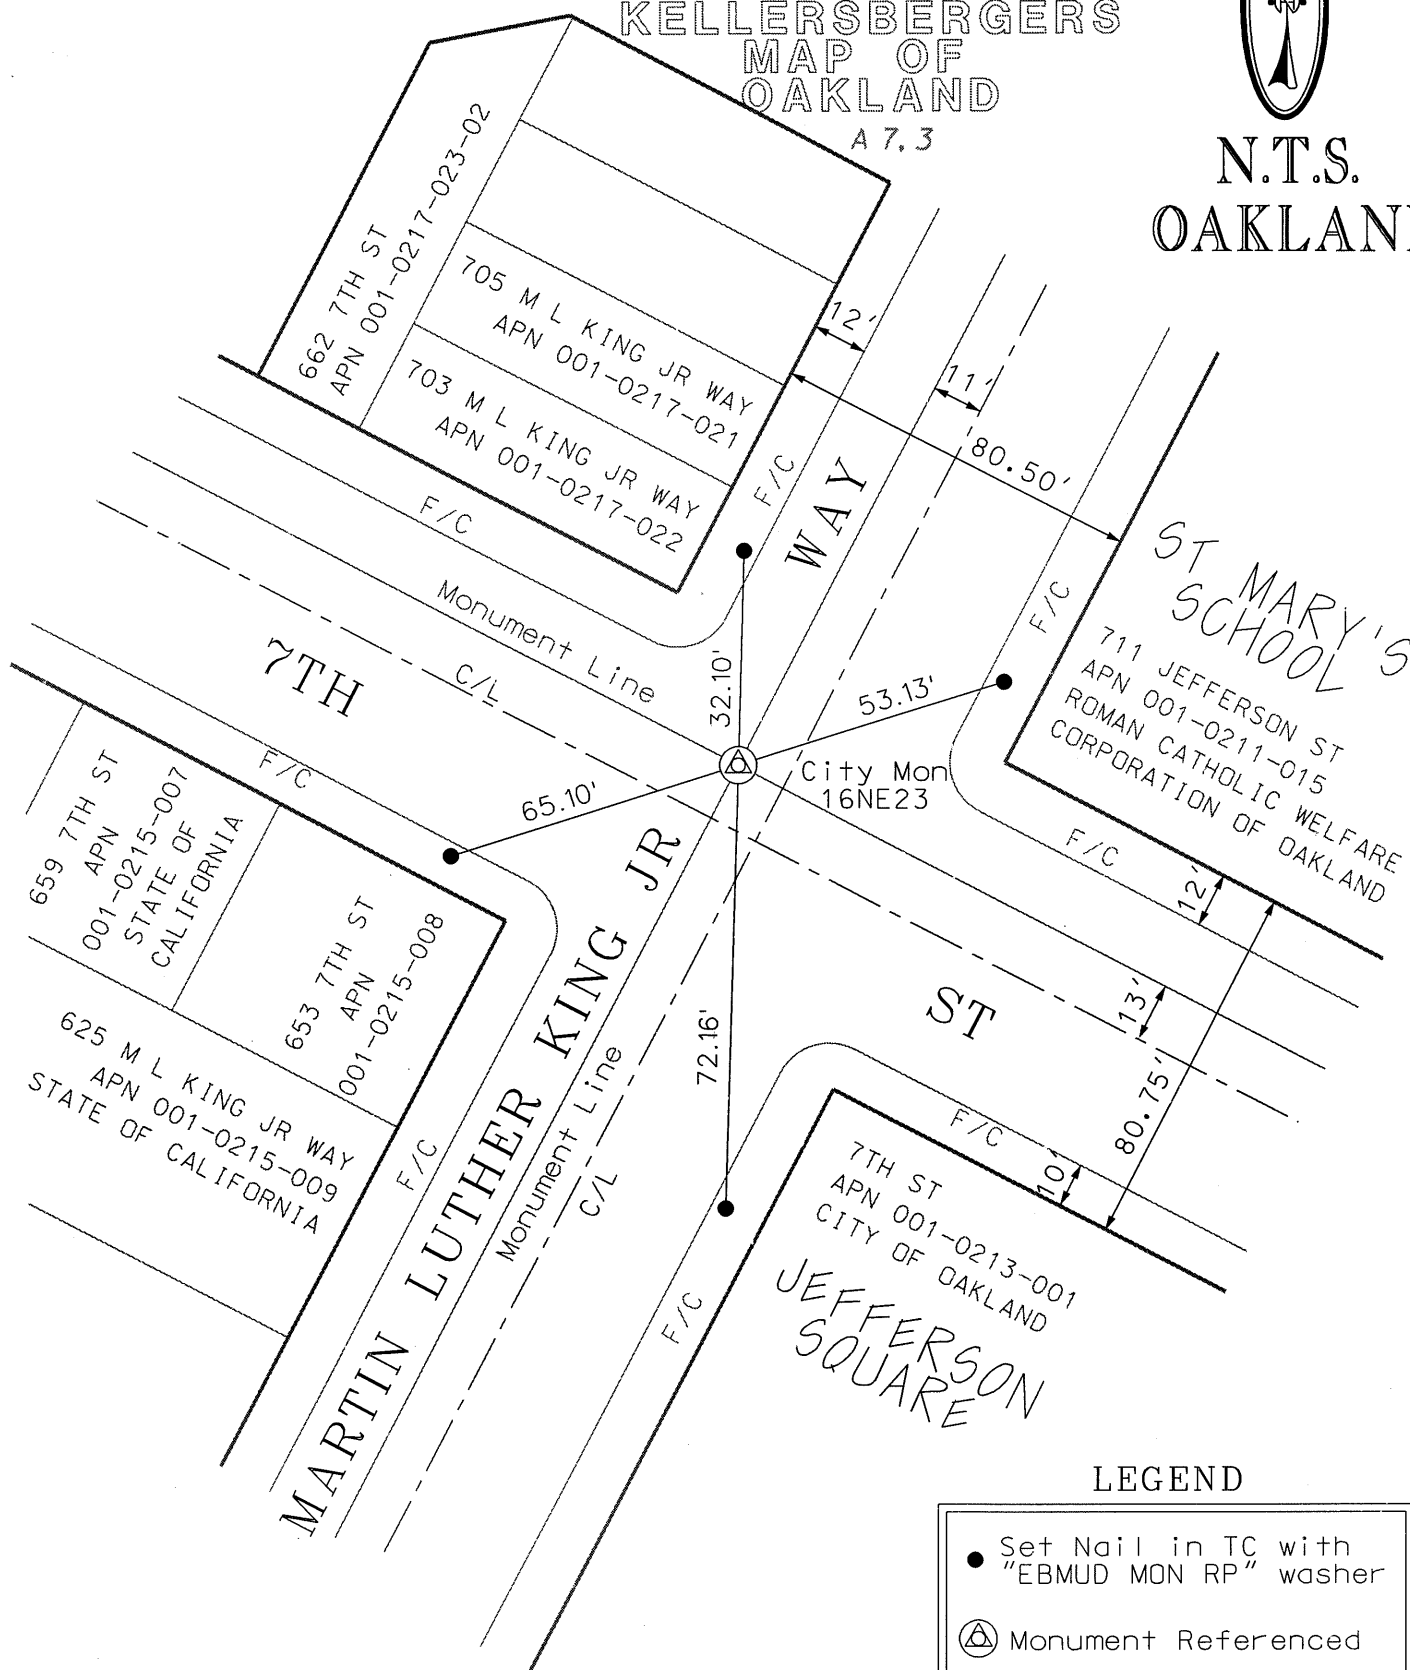 KELLERSBERGERS
MAP OF
OAKLAND
A 7, 3
N.T.S.
662 7TH ST
APN 001-0217-023-02
705 M L KING JR WAY
APN 001-0217-021
703 M L KING JR WAY
APN 001-0217-022
12'
11'
80.50'
F/C
WAY
F/C
F/C
Monument Line
C/L
7TH
32.10'
53.13'
65.10'
City Mon
16NE23
ST MARY'S
SCHOOL
711 JEFFERSON ST
APN 001-0211-015
ROMAN CATHOLIC WELFARE
CORPORATION OF OAKLAND
F/C
F/C
12'
13'
80.75'
10'
ST
659 7TH ST
APN
001-0215-007
STATE OF
CALIFORNIA
653 7TH ST
APN
001-0215-008
625 M L KING JR WAY
APN 001-0215-009
STATE OF CALIFORNIA
F/C
MARTIN LUTHER KING JR
Monument Line
C/L
72.16'
F/C
F/C
7TH ST
APN 001-0213-001
CITY OF OAKLAND
JEFFERSON
SQUARE
LEGEND
Set Nail in TC with
"EBMUD MON RP" washer
Monument Referenced